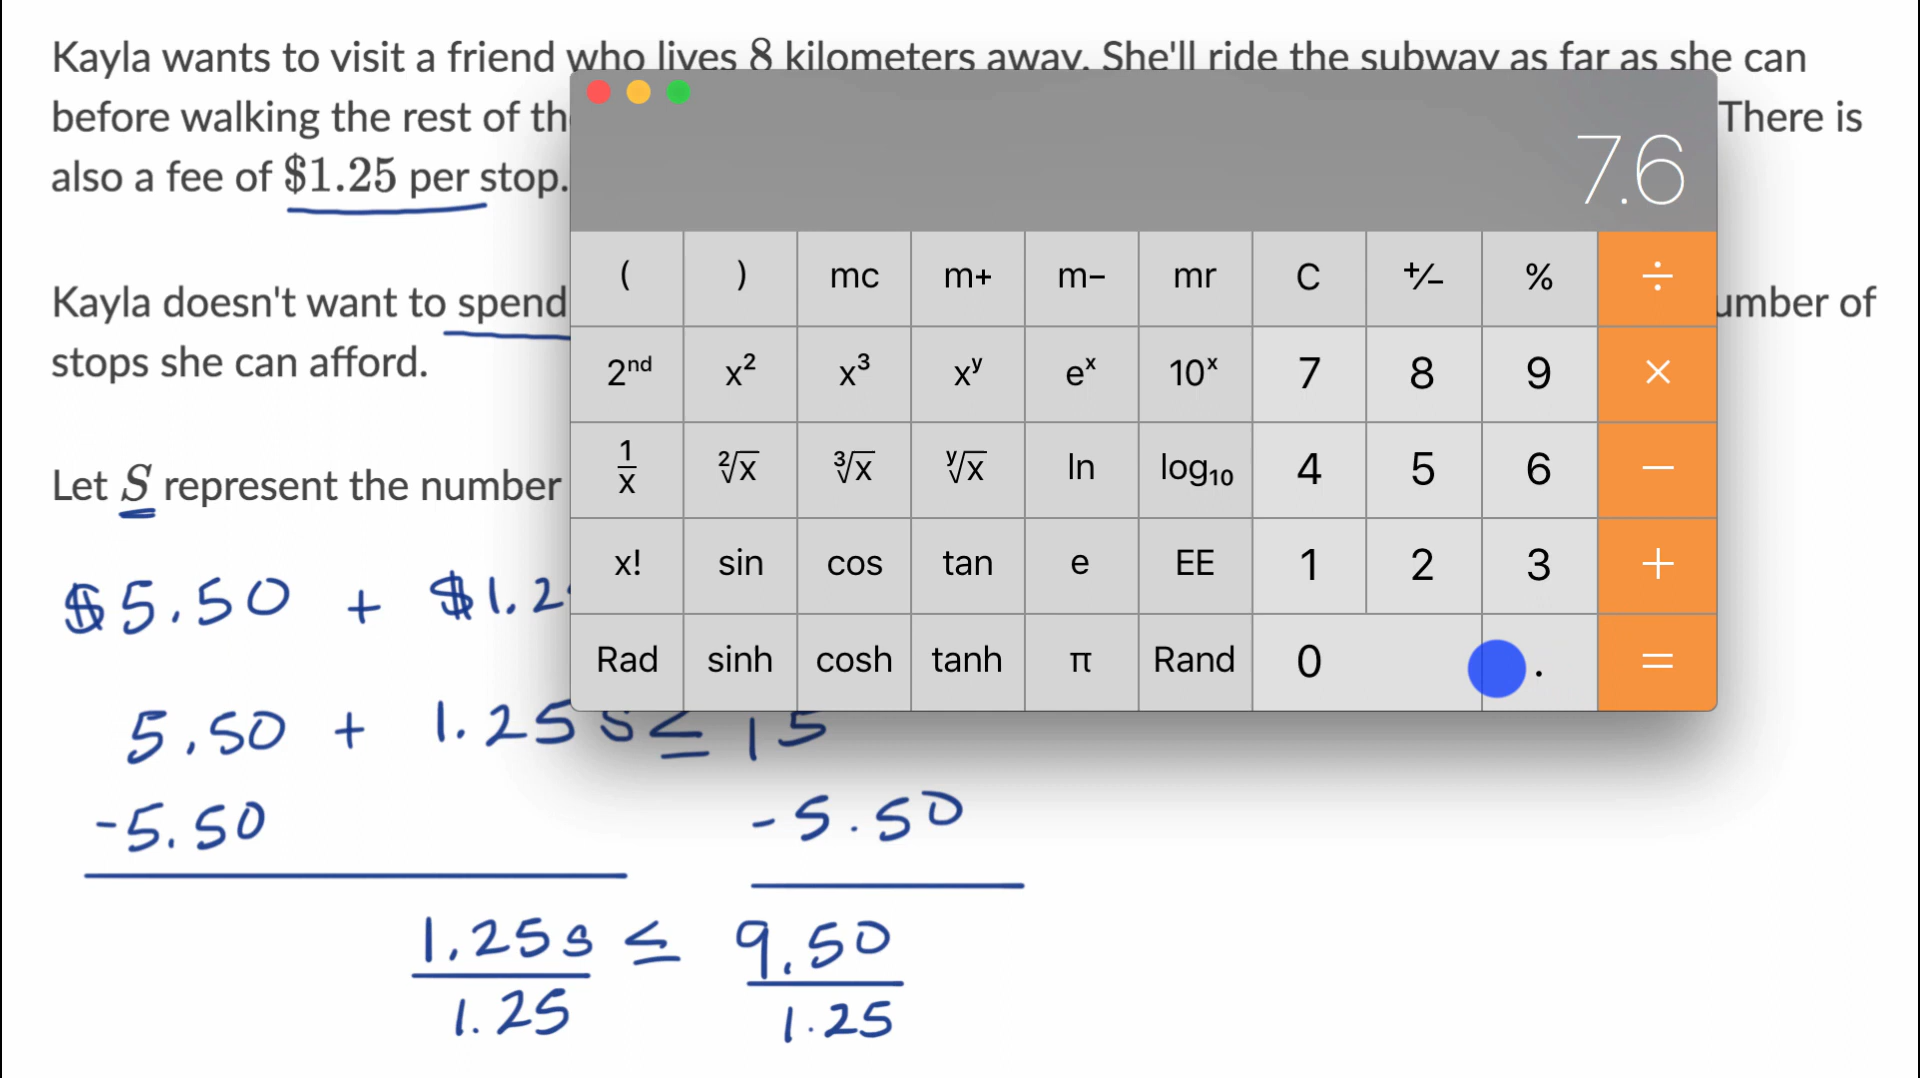 Kayla wants to visit a friend who lives 8 kilometers away. She'll ride the subway as far as she can
before walking the rest of th There is
also a fee of $1.25 per stop.
Kayla doesn't want to spend umber of
stops she can afford.
Let S represent the number
$5.50 + $1.2
5.50 + 1.25 s ≤ 15
-5.50 -5.50
1.25s ≤ 9.50
1.25 1.25
7.6
( ) mc m+ m− mr C +/− % ÷
2nd x² x³ xʸ eˣ 10ˣ 7 8 9 ×
1/x ²√x ³√x ʸ√x ln log₁₀ 4 5 6 −
x! sin cos tan e EE 1 2 3 +
Rad sinh cosh tanh π Rand 0 . =